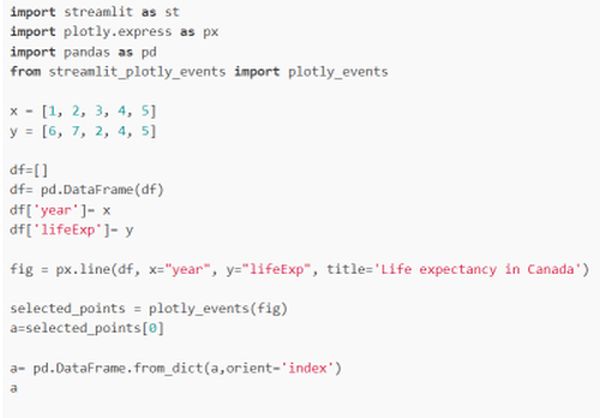 import streamlit as st
import plotly.express as px
import pandas as pd
from streamlit_plotly_events import plotly_events
x = [1, 2, 3, 4, 5]
y = [6, 7, 2, 4, 5]
df=[]
df= pd.DataFrame(df)
df['year']= x
df['lifeExp']= y
fig = px.line(df, x="year", y="lifeExp", title='Life expectancy in Canada')
selected_points = plotly_events(fig)
a=selected_points[0]
a= pd.DataFrame.from_dict(a,orient='index')
a